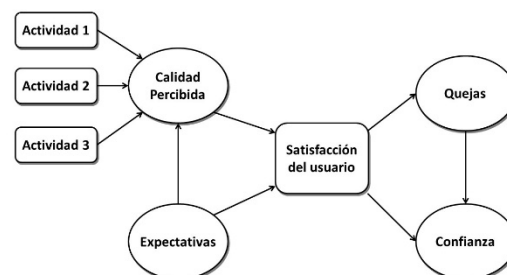 Actividad 1
Actividad 2
Actividad 3
Calidad
Percibida
Expectativas
Satisfacción
del usuario
Quejas
Confianza